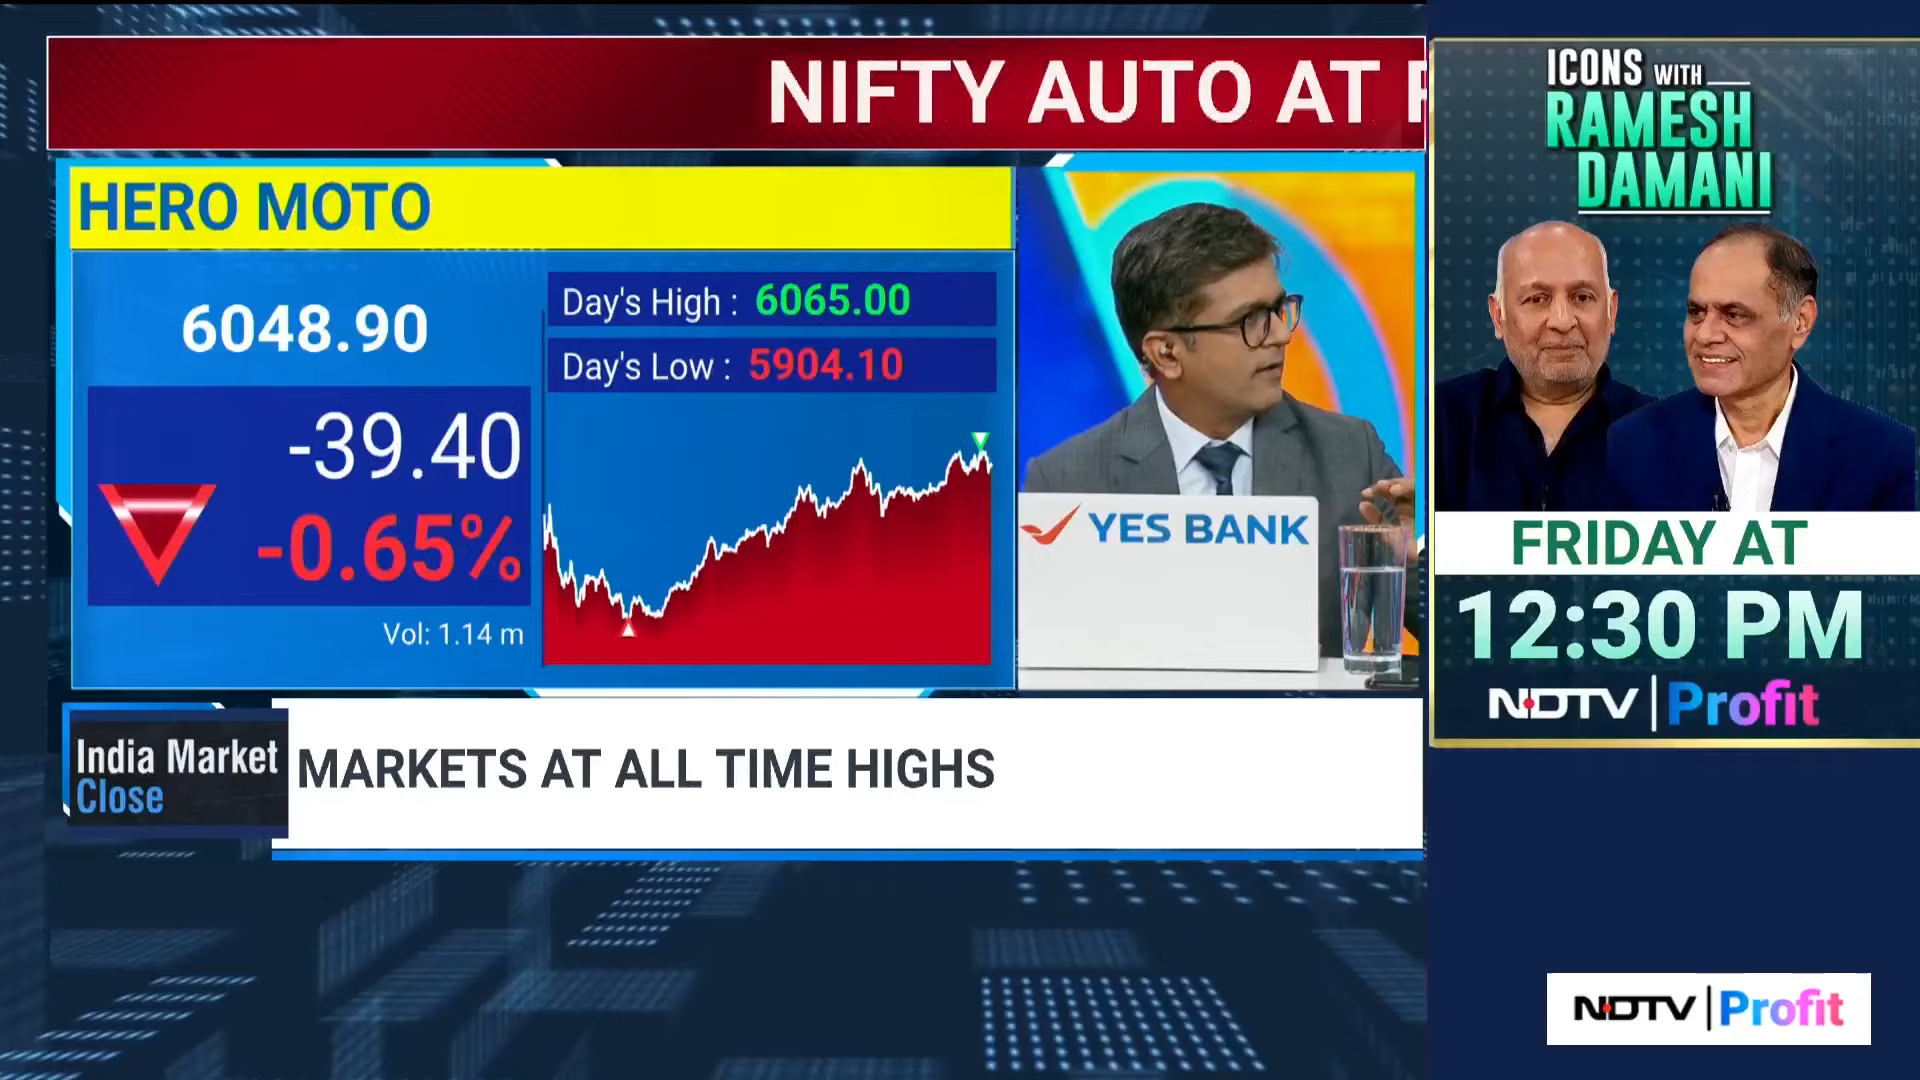 NIFTY AUTO AT
HERO MOTO
6048.90
-39.40
-0.65%
Vol: 1.14 m
Day's High : 6065.00
Day's Low : 5904.10
YES BANK
India Market
Close
MARKETS AT ALL TIME HIGHS
ICONS WITH
RAMESH
DAMANI
FRIDAY AT
12:30 PM
NDTV Profit
NDTV Profit